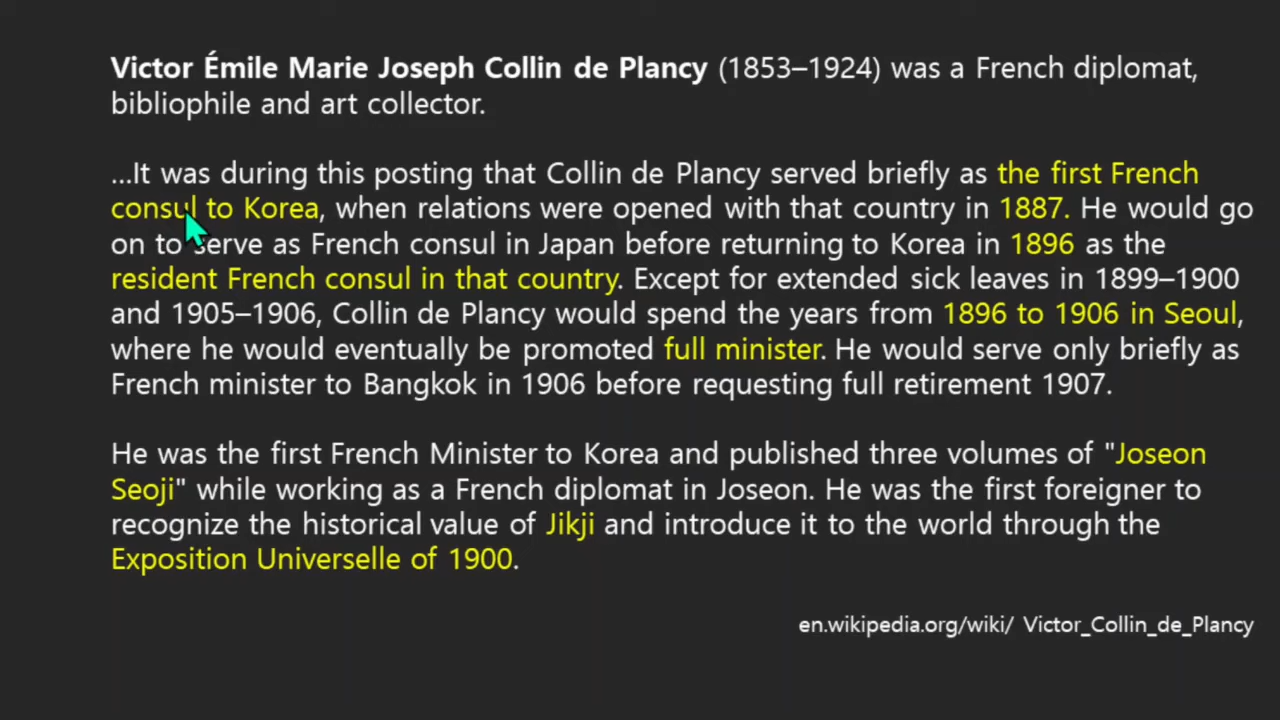 Victor Émile Marie Joseph Collin de Plancy (1853–1924) was a French diplomat,
bibliophile and art collector.
...It was during this posting that Collin de Plancy served briefly as the first French
consul to Korea, when relations were opened with that country in 1887. He would go
on to serve as French consul in Japan before returning to Korea in 1896 as the
resident French consul in that country. Except for extended sick leaves in 1899–1900
and 1905–1906, Collin de Plancy would spend the years from 1896 to 1906 in Seoul,
where he would eventually be promoted full minister. He would serve only briefly as
French minister to Bangkok in 1906 before requesting full retirement 1907.
He was the first French Minister to Korea and published three volumes of "Joseon
Seoji" while working as a French diplomat in Joseon. He was the first foreigner to
recognize the historical value of Jikji and introduce it to the world through the
Exposition Universelle of 1900.
en.wikipedia.org/wiki/ Victor_Collin_de_Plancy